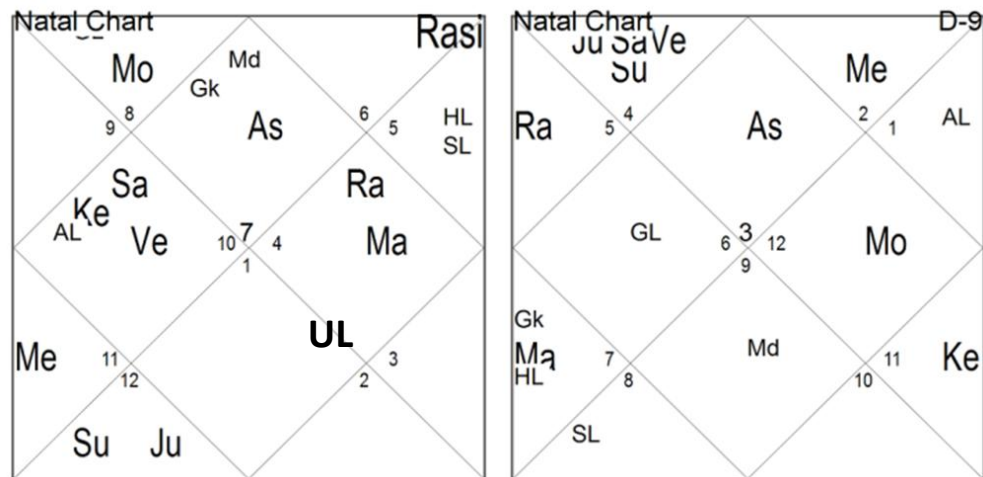 Natal Chart
Rasi
Mo
Md
Gk
As
8
9
6
5
HL
SL
Sa
Ke
AL
Ve
Ra
Ma
10
7
4
1
UL
Me
11
12
3
2
Su
Ju
Natal Chart
D-9
Ju Sa Ve
Su
Me
Ra
As
AL
5
4
2
1
GL
Mo
6
3
12
9
Gk
Ma
HL
7
8
Md
11
10
Ke
SL